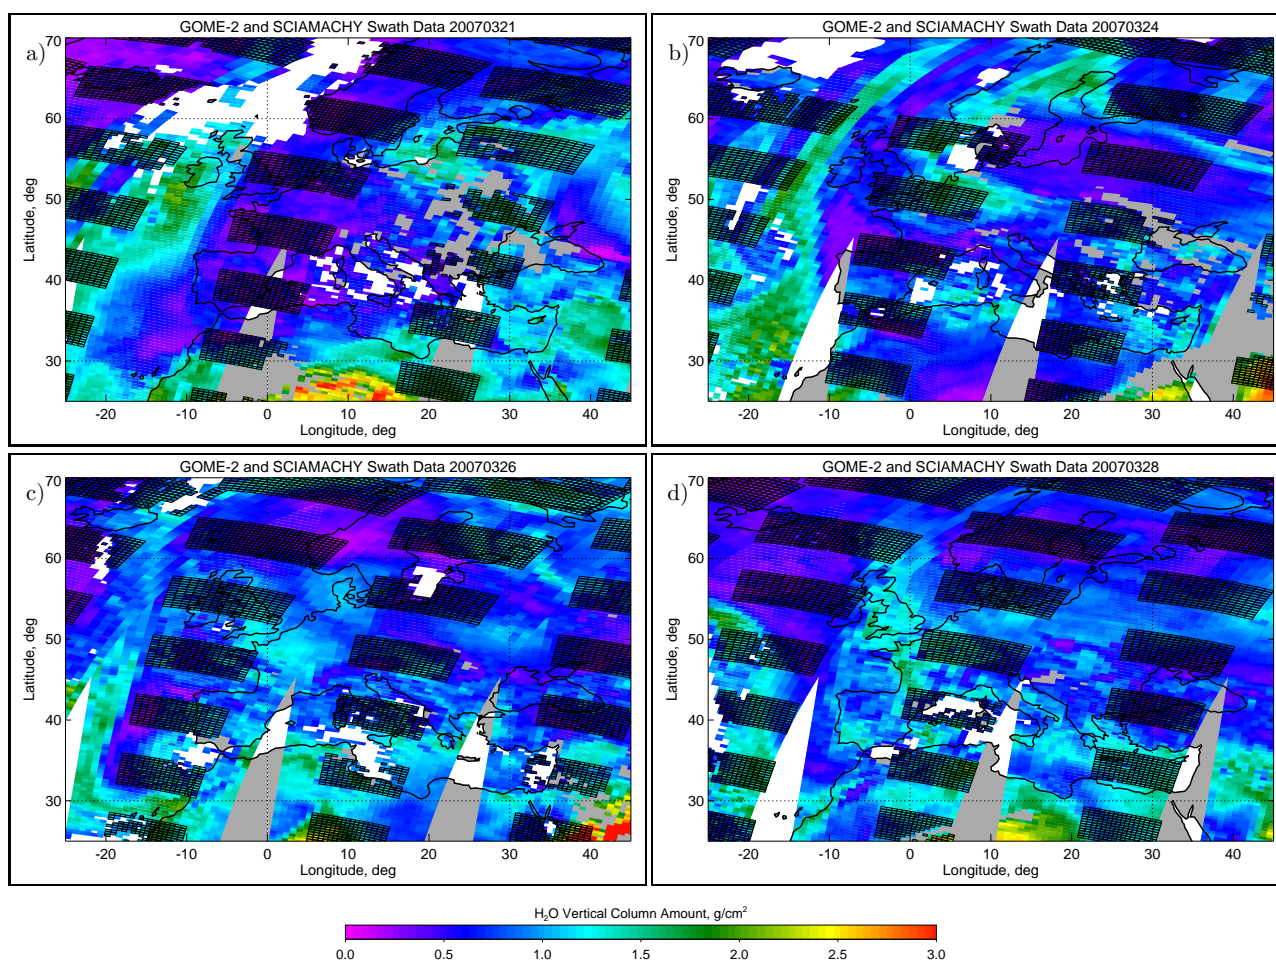 GOME-2 and SCIAMACHY Swath Data 20070321
a)
70
60
50
40
30
Latitude, deg
-20 -10 0 10 20 30 40
Longitude, deg
GOME-2 and SCIAMACHY Swath Data 20070324
b)
70
60
50
40
30
Latitude, deg
-20 -10 0 10 20 30 40
Longitude, deg
GOME-2 and SCIAMACHY Swath Data 20070326
c)
70
60
50
40
30
Latitude, deg
-20 -10 0 10 20 30 40
Longitude, deg
GOME-2 and SCIAMACHY Swath Data 20070328
d)
70
60
50
40
30
Latitude, deg
-20 -10 0 10 20 30 40
Longitude, deg
H₂O Vertical Column Amount, g/cm²
0.0 0.5 1.0 1.5 2.0 2.5 3.0